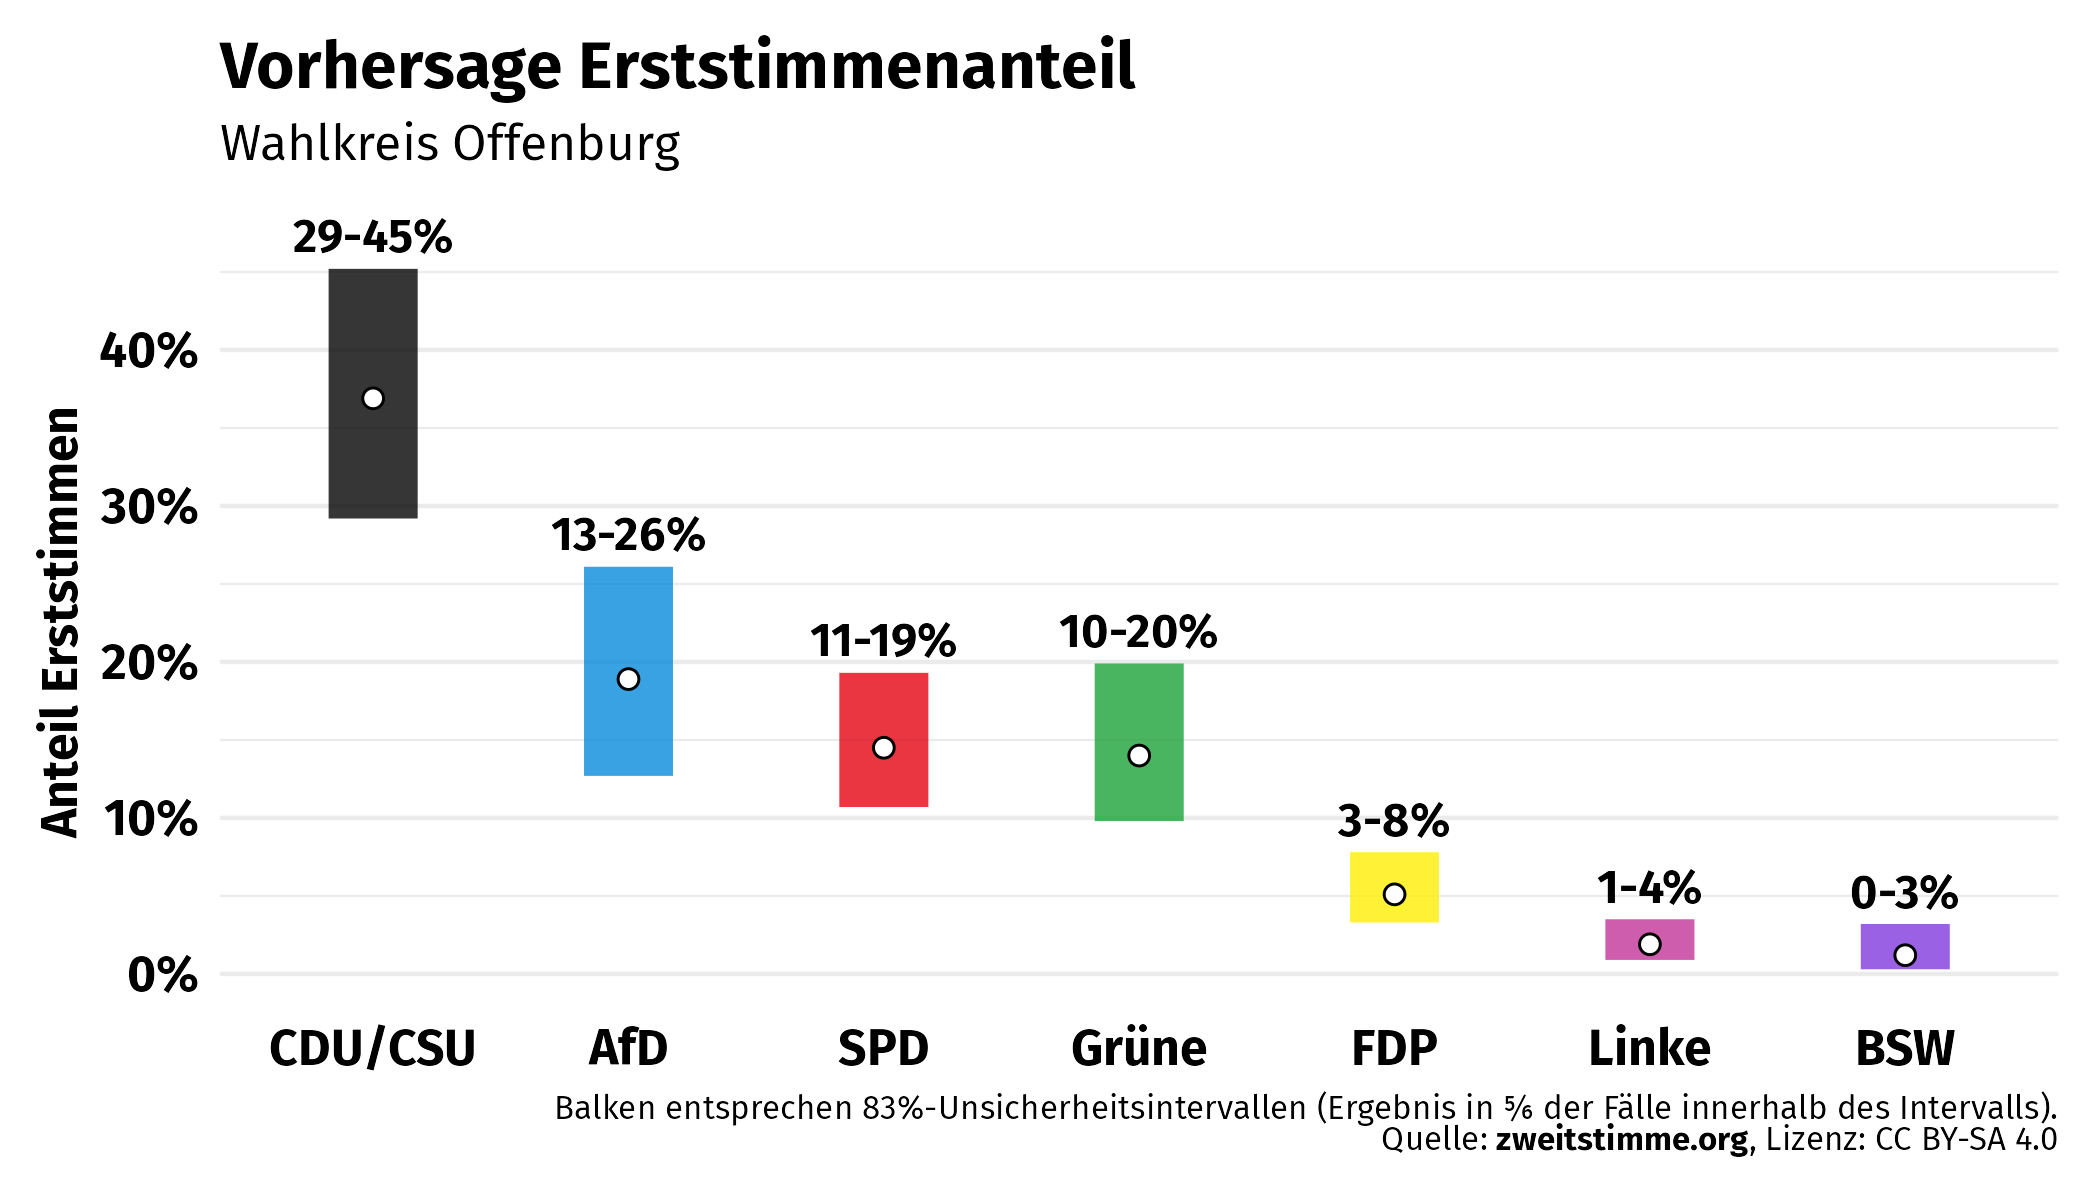 Vorhersage Erststimmenanteil
Wahlkreis Offenburg
Anteil Erststimmen
40%
30%
20%
10%
0%
29-45%
13-26%
11-19%
10-20%
3-8%
1-4%
0-3%
CDU/CSU
AfD
SPD
Grüne
FDP
Linke
BSW
Balken entsprechen 83%-Unsicherheitsintervallen (Ergebnis in ⅚ der Fälle innerhalb des Intervalls).
Quelle: zweitstimme.org, Lizenz: CC BY-SA 4.0